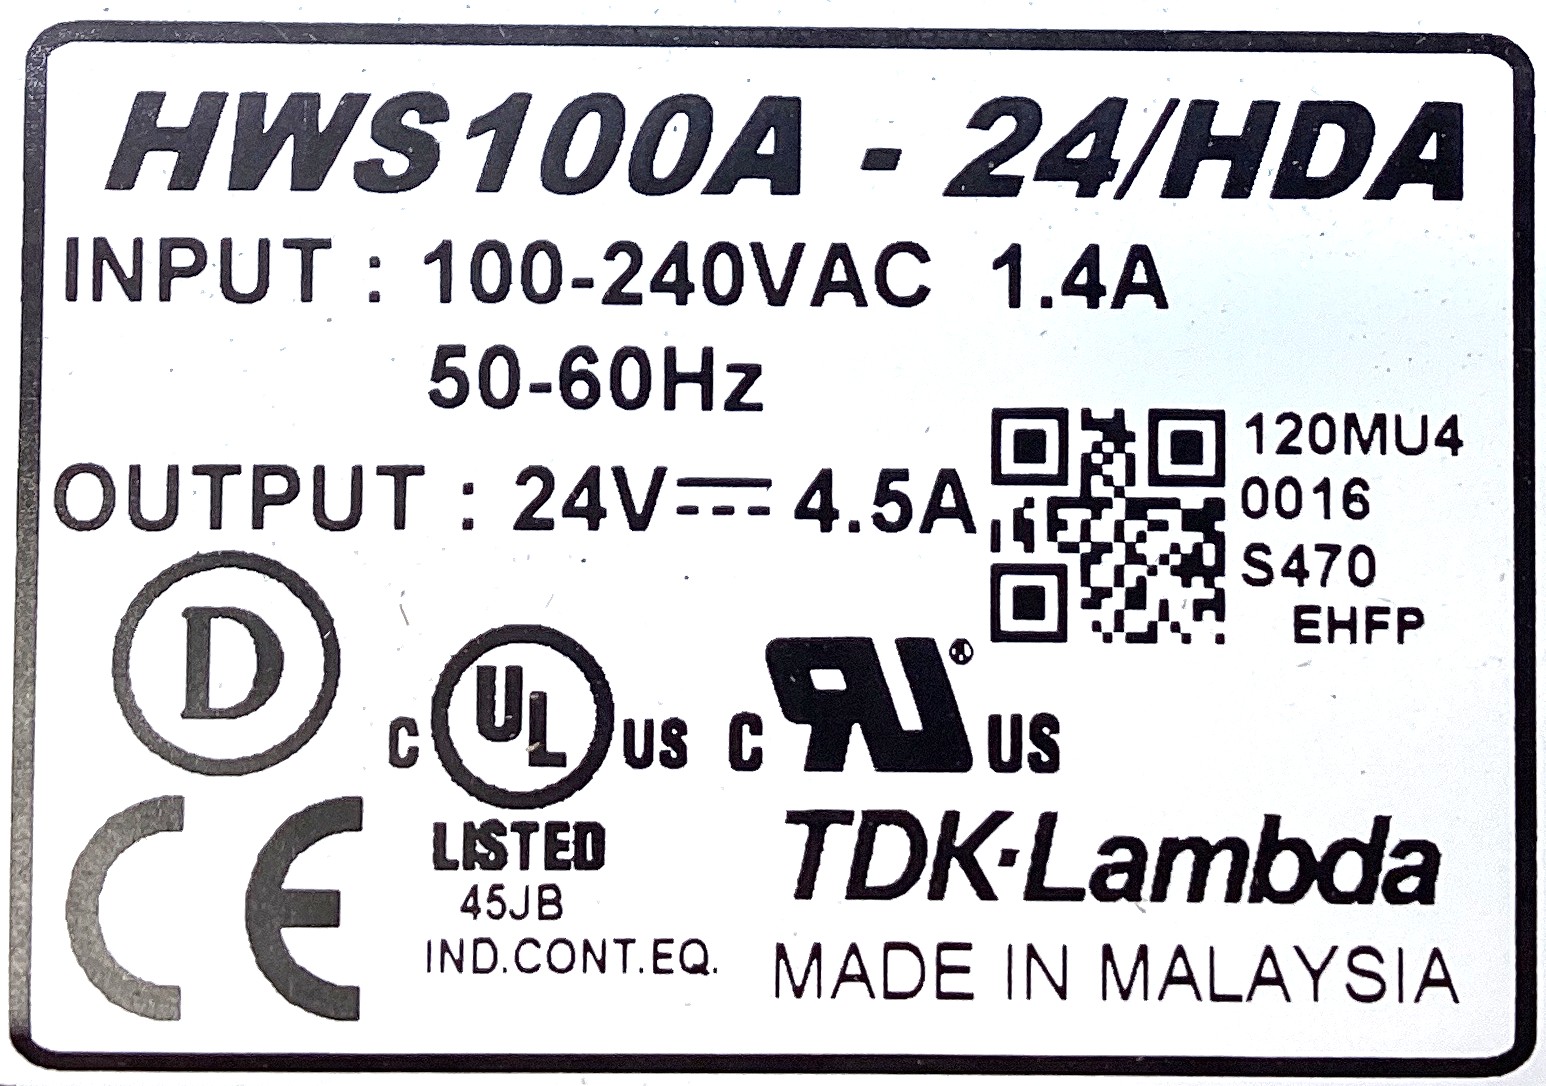 HWS100A - 24/HDA
INPUT : 100-240VAC 1.4A
50-60Hz
OUTPUT : 24V⎓ 4.5A
120MU4
0016
S470
EHFP
D
C UL US
LISTED
45JB
IND.CONT.EQ.
C RU® US
CE
TDK·Lambda
MADE IN MALAYSIA